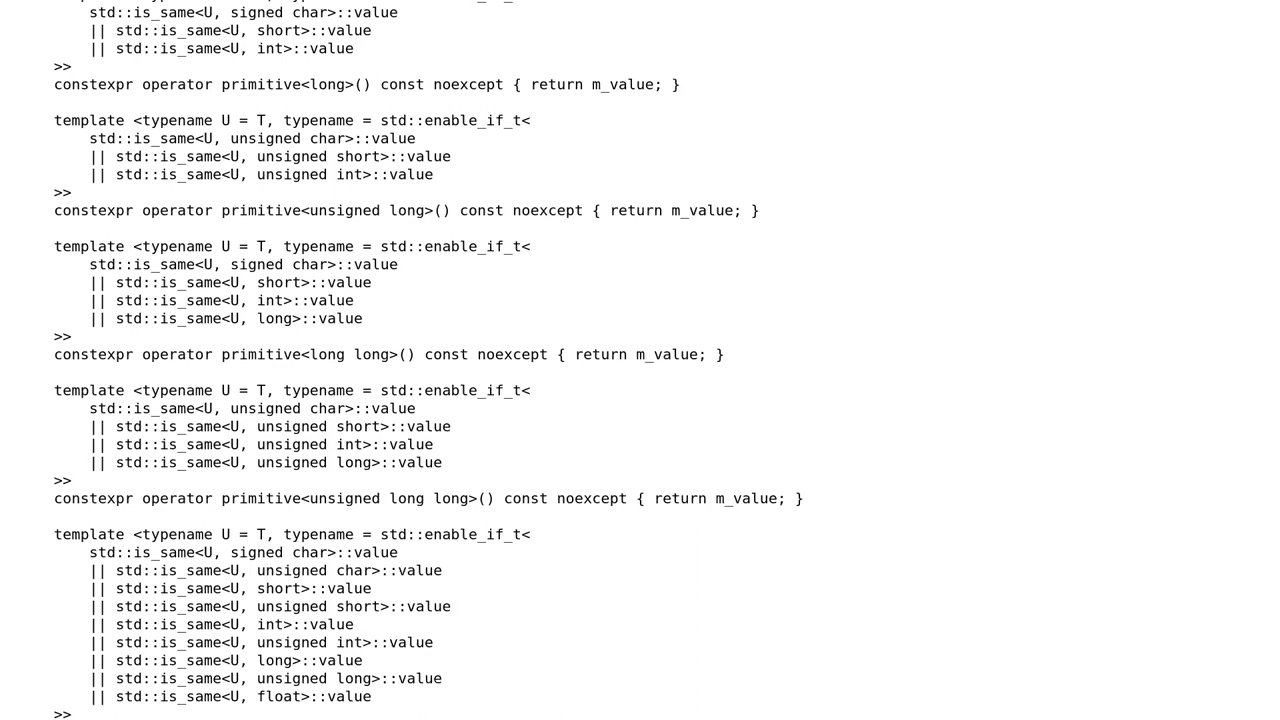 std::is_same<U, signed char>::value
|| std::is_same<U, short>::value
|| std::is_same<U, int>::value
>>
constexpr operator primitive<long>() const noexcept { return m_value; }
template <typename U = T, typename = std::enable_if_t<
std::is_same<U, unsigned char>::value
|| std::is_same<U, unsigned short>::value
|| std::is_same<U, unsigned int>::value
>>
constexpr operator primitive<unsigned long>() const noexcept { return m_value; }
template <typename U = T, typename = std::enable_if_t<
std::is_same<U, signed char>::value
|| std::is_same<U, short>::value
|| std::is_same<U, int>::value
|| std::is_same<U, long>::value
>>
constexpr operator primitive<long long>() const noexcept { return m_value; }
template <typename U = T, typename = std::enable_if_t<
std::is_same<U, unsigned char>::value
|| std::is_same<U, unsigned short>::value
|| std::is_same<U, unsigned int>::value
|| std::is_same<U, unsigned long>::value
>>
constexpr operator primitive<unsigned long long>() const noexcept { return m_value; }
template <typename U = T, typename = std::enable_if_t<
std::is_same<U, signed char>::value
|| std::is_same<U, unsigned char>::value
|| std::is_same<U, short>::value
|| std::is_same<U, unsigned short>::value
|| std::is_same<U, int>::value
|| std::is_same<U, unsigned int>::value
|| std::is_same<U, long>::value
|| std::is_same<U, unsigned long>::value
|| std::is_same<U, float>::value
>>